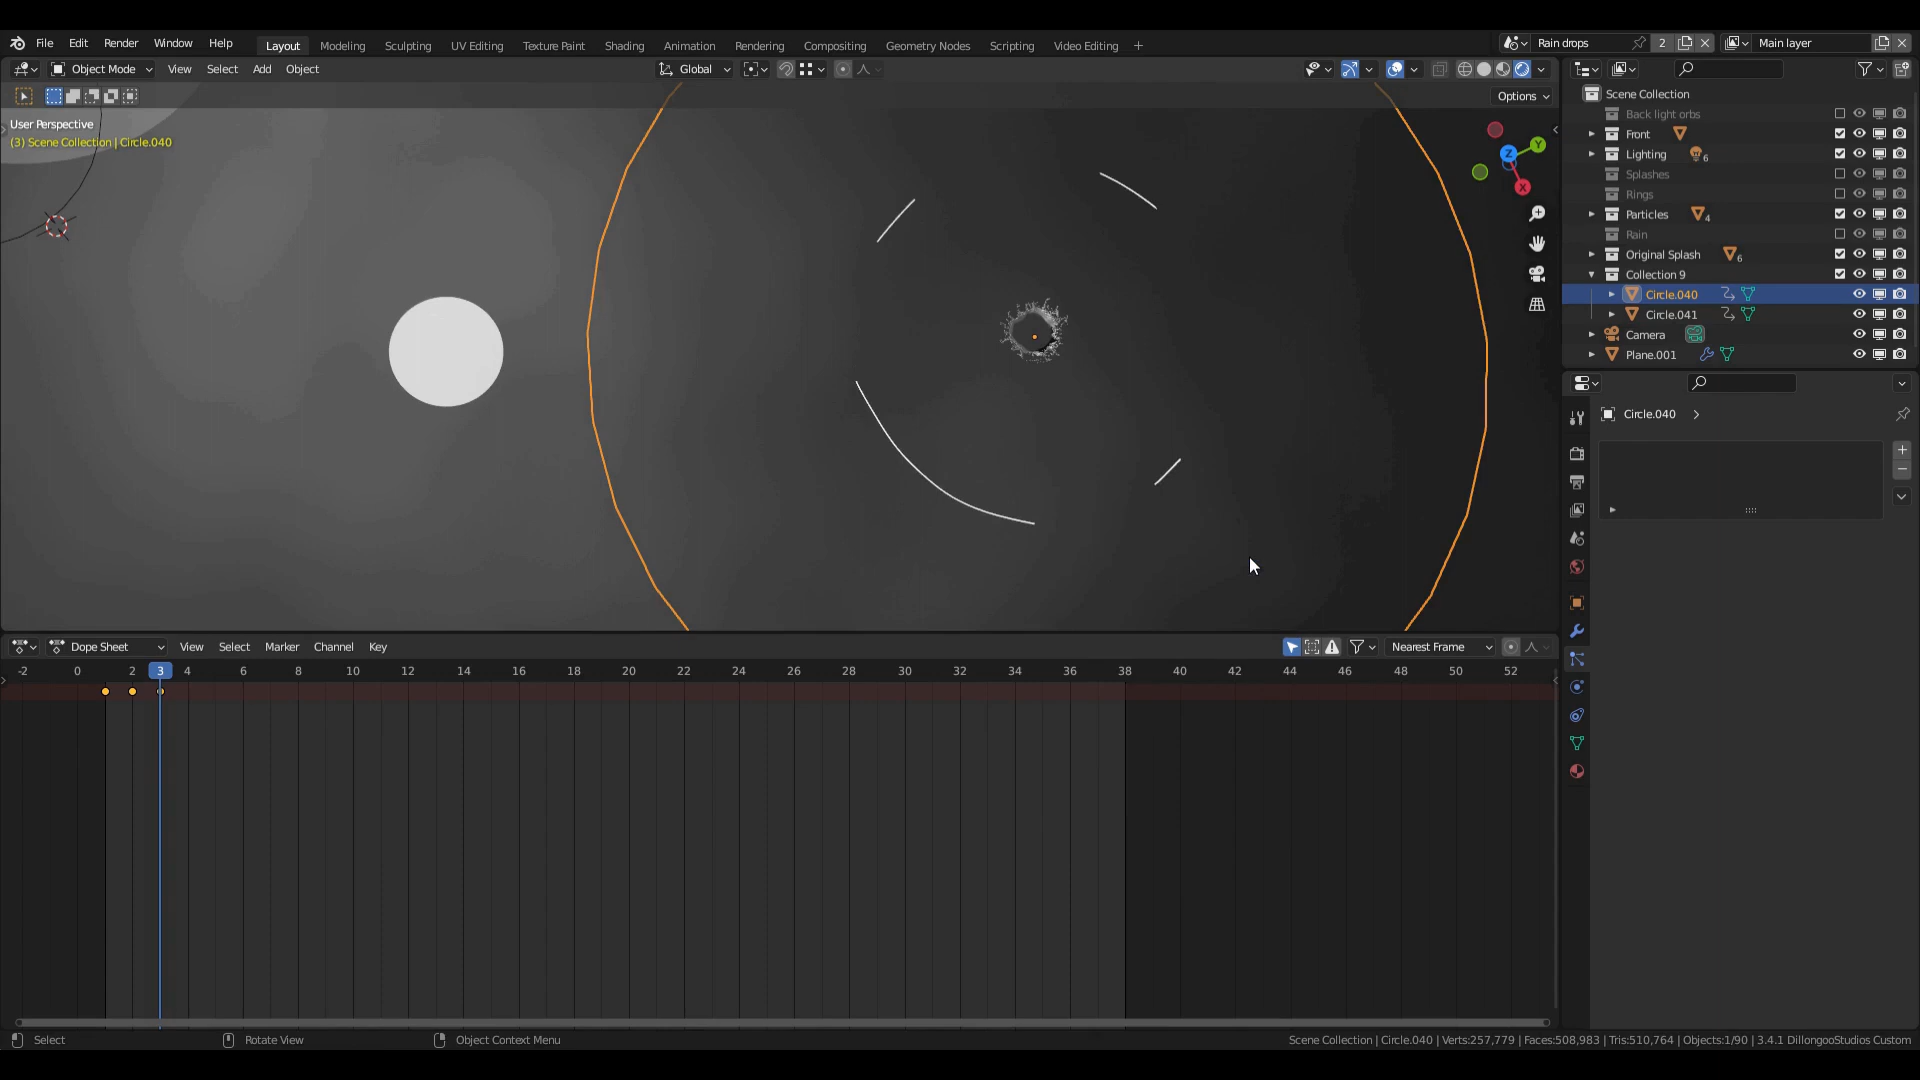 File Edit Render Window Help Layout Modeling Sculpting UV Editing Texture Paint Shading Animation Rendering Compositing Geometry Nodes Scripting Video Editing + Rain drops 2 Main layer
Object Mode View Select Add Object Global
Options
User Perspective
(3) Scene Collection | Circle.040
Y
Z
X
Scene Collection
Back light orbs
Front
Lighting 6
Splashes
Rings
Particles 4
Rain
Original Splash 6
Collection 9
Circle.040
Circle.041
Camera
Plane.001
Circle.040
Dope Sheet View Select Marker Channel Key Nearest Frame
-2 0 2 3 4 6 8 10 12 14 16 18 20 22 24 26 28 30 32 34 36 38 40 42 44 46 48 50 52
Select Rotate View Object Context Menu Scene Collection | Circle.040 | Verts:257,779 | Faces:508,983 | Tris:510,764 | Objects:1/90 | 3.4.1 DillongooStudios Custom